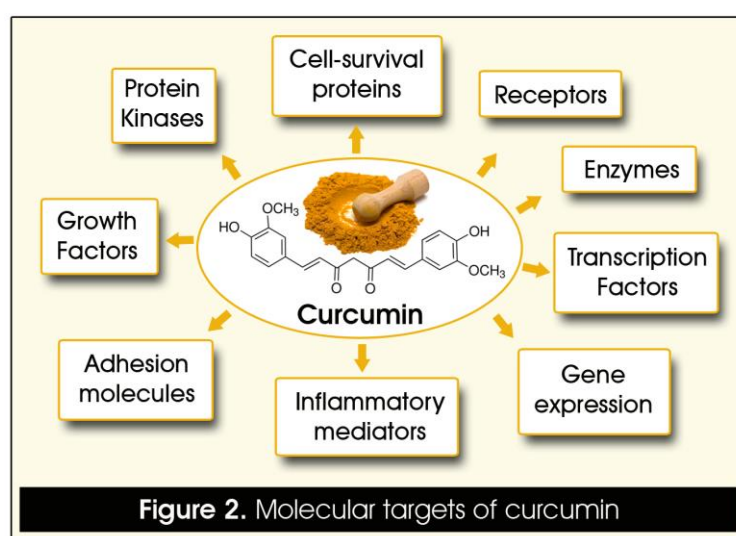 Cell-survival
proteins
Protein
Kinases
Receptors
Enzymes
Growth
Factors
Transcription
Factors
OCH₃
HO
OH
OCH₃
O
O
Curcumin
Adhesion
molecules
Inflammatory
mediators
Gene
expression
Figure 2. Molecular targets of curcumin